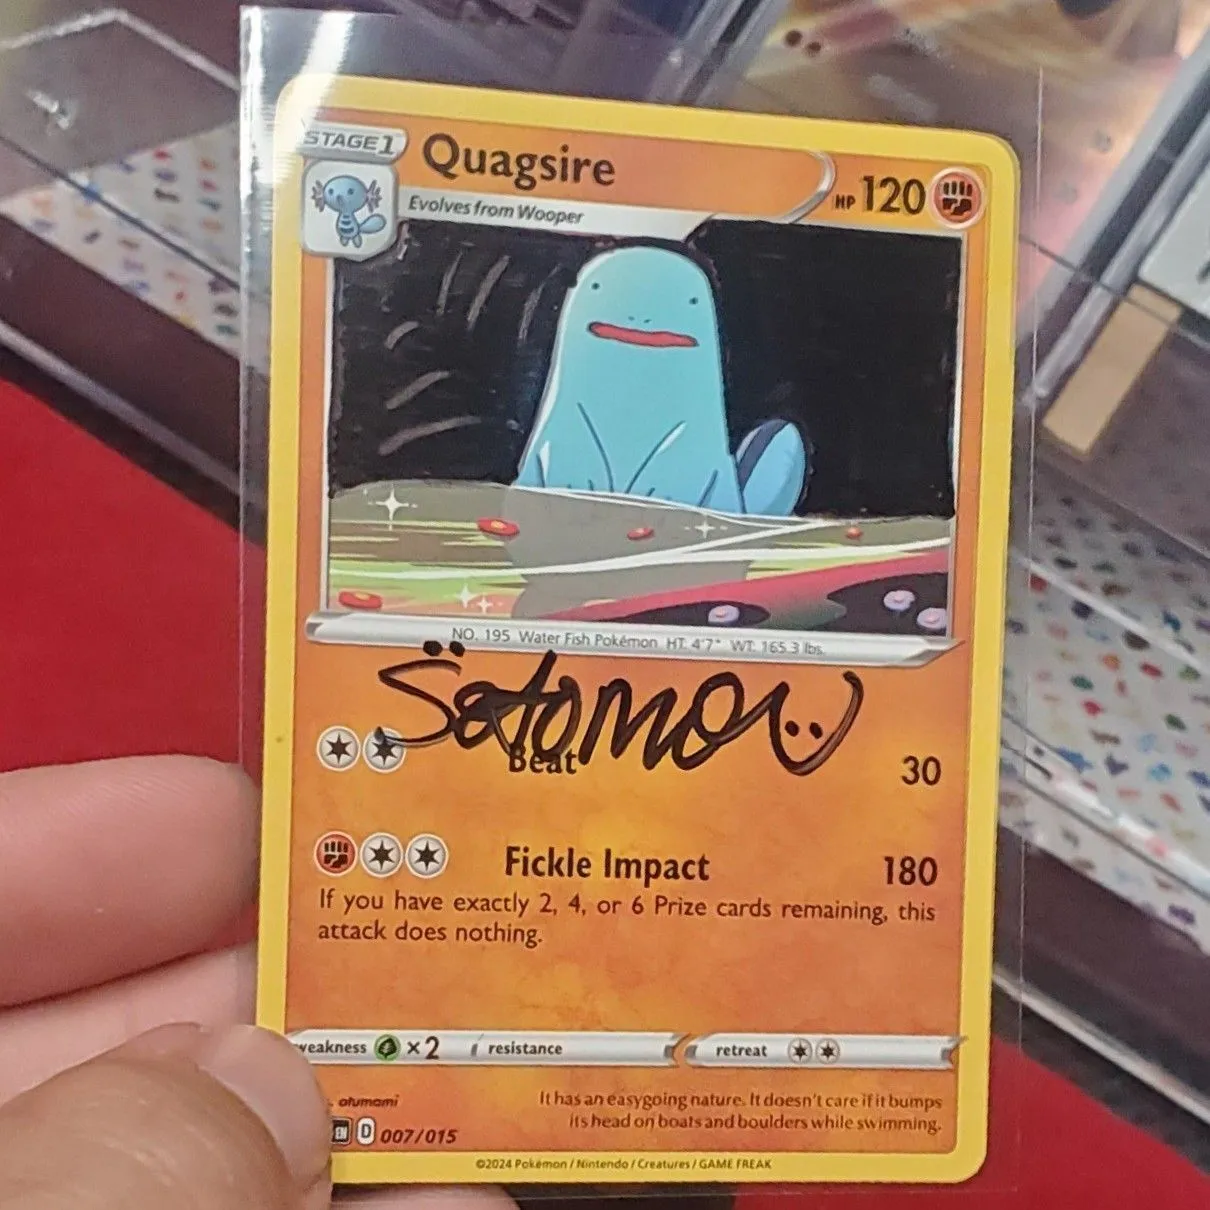 STAGE 1
Quagsire
HP 120
Evolves from Wooper
NO. 195 Water Fish Pokémon HT: 4'7" WT: 165.3 lbs.
Beat 30
Fickle Impact 180
If you have exactly 2, 4, or 6 Prize cards remaining, this
attack does nothing.
weakness ×2 resistance retreat
otumami
It has an easygoing nature. It doesn't care if it bumps
its head on boats and boulders while swimming.
EN D 007/015
©2024 Pokémon / Nintendo / Creatures / GAME FREAK